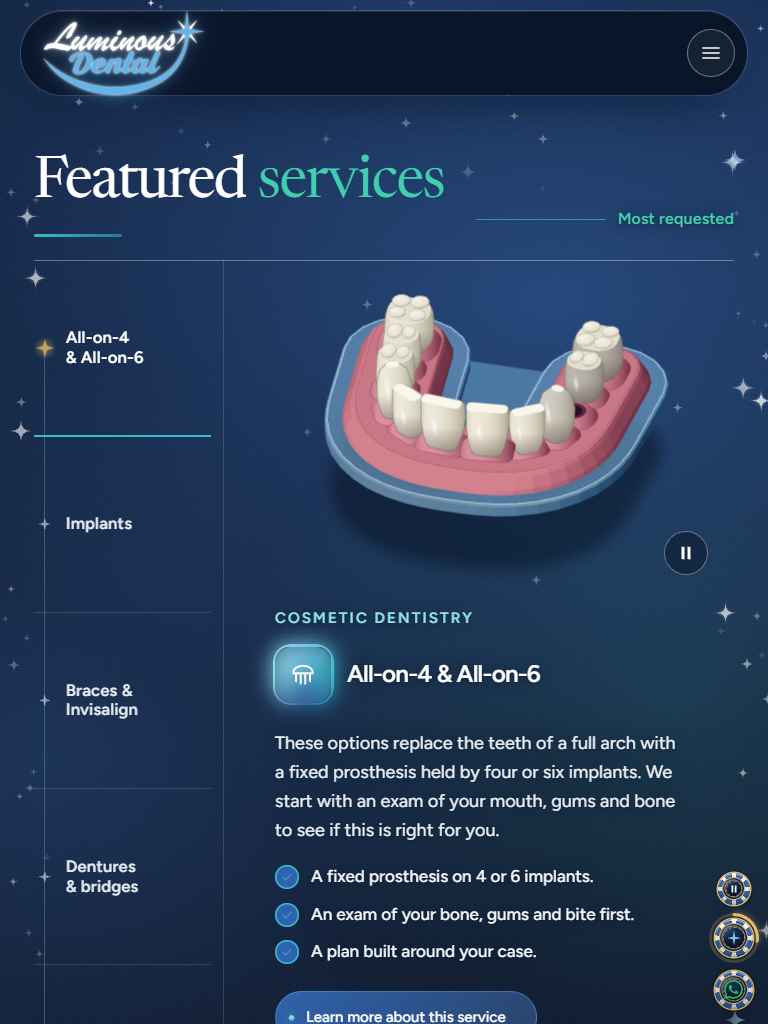 Luminous
Dental
Featured services
Most requested
All-on-4
& All-on-6
Implants
Braces &
Invisalign
Dentures
& bridges
COSMETIC DENTISTRY
All-on-4 & All-on-6
These options replace the teeth of a full arch with
a fixed prosthesis held by four or six implants. We
start with an exam of your mouth, gums and bone
to see if this is right for you.
A fixed prosthesis on 4 or 6 implants.
An exam of your bone, gums and bite first.
A plan built around your case.
Learn more about this service